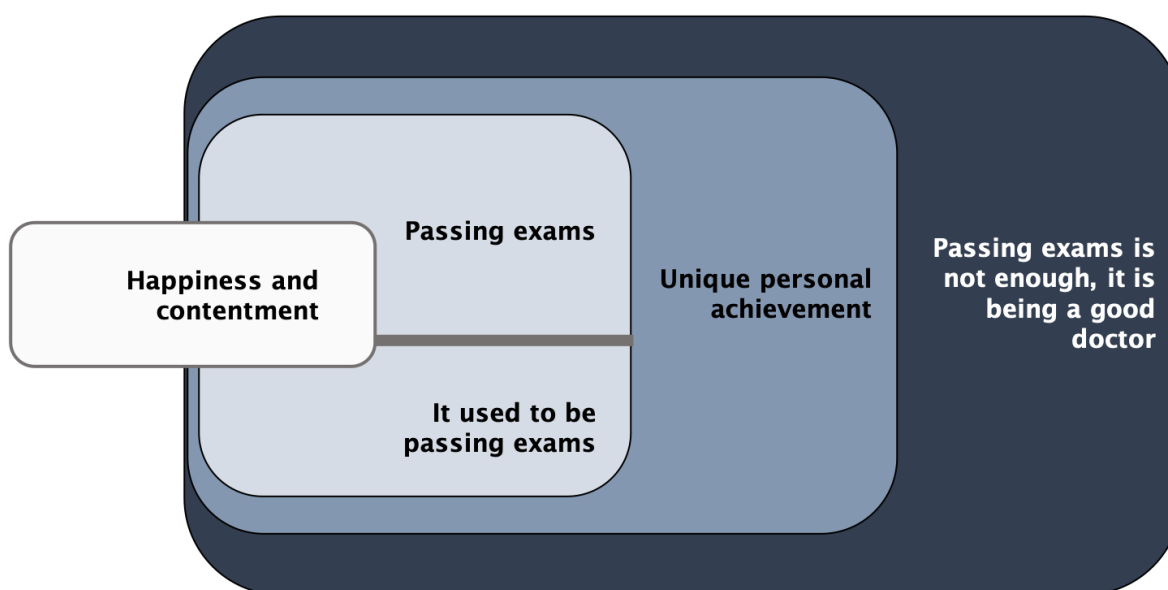 Happiness and
contentment
Passing exams
It used to be
passing exams
Unique personal
achievement
Passing exams is
not enough, it is
being a good
doctor